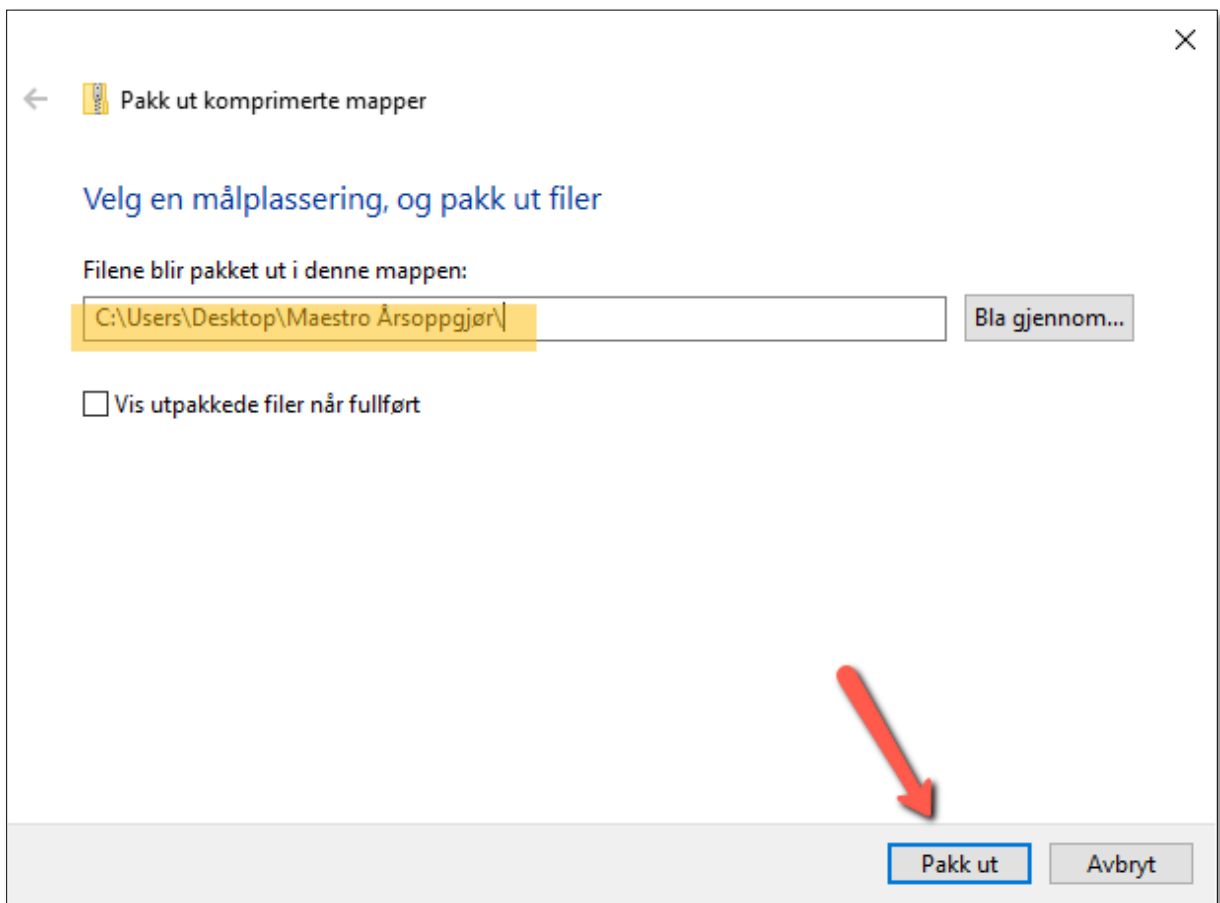 Pakk ut komprimerte mapper
Velg en målplassering, og pakk ut filer
Filene blir pakket ut i denne mappen:
C:\Users\Desktop\Maestro Årsoppgjør\
Bla gjennom...
Vis utpakkede filer når fullført
Pakk ut
Avbryt